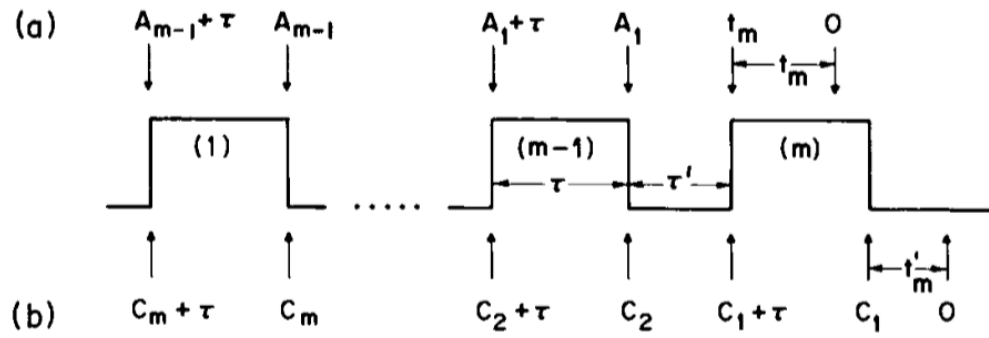 (a) A_{m-1} + τ A_{m-1} A_1 + τ A_1 t_m O
t_m
(1) (m-1) (m)
τ τ'
t'_m
(b) C_m + τ C_m C_2 + τ C_2 C_1 + τ C_1 O